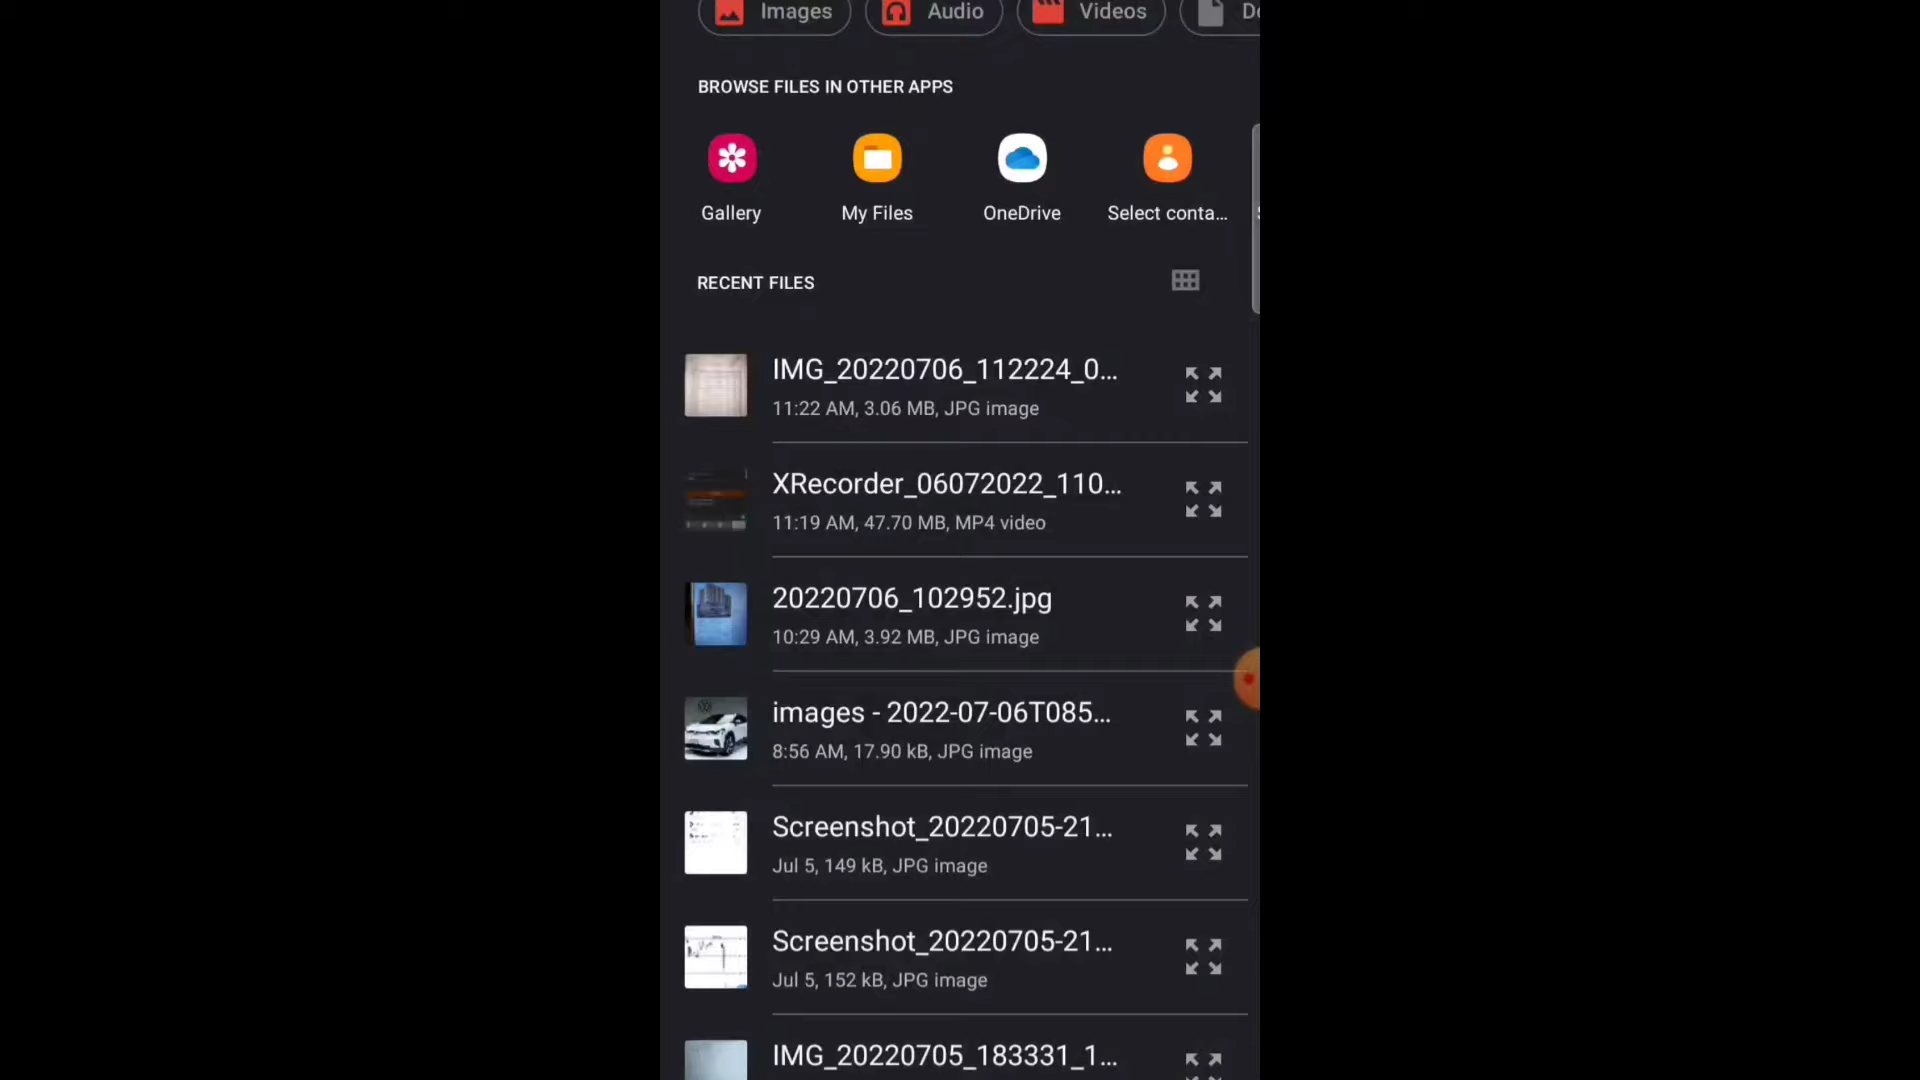 Images Audio Videos
BROWSE FILES IN OTHER APPS
Gallery My Files OneDrive Select conta...
RECENT FILES
IMG_20220706_112224_0...
11:22 AM, 3.06 MB, JPG image
XRecorder_06072022_110...
11:19 AM, 47.70 MB, MP4 video
20220706_102952.jpg
10:29 AM, 3.92 MB, JPG image
images - 2022-07-06T085...
8:56 AM, 17.90 kB, JPG image
Screenshot_20220705-21...
Jul 5, 149 kB, JPG image
Screenshot_20220705-21...
Jul 5, 152 kB, JPG image
IMG_20220705_183331_1...